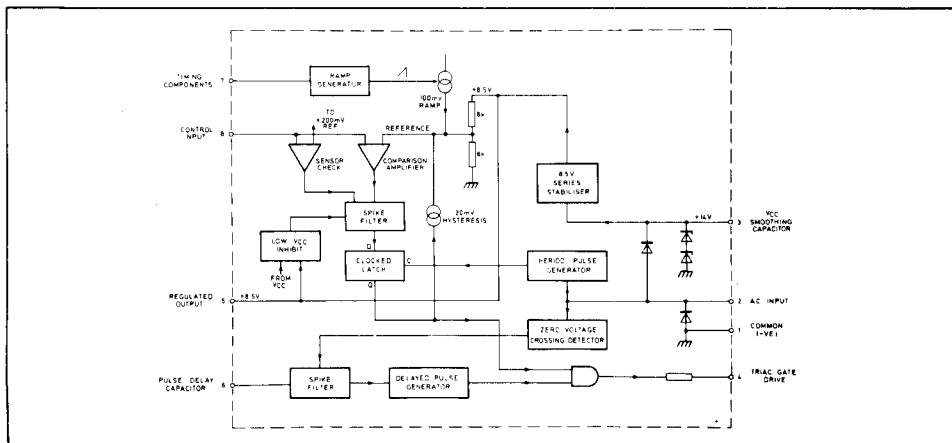 TIMING
COMPONENTS
7
RAMP
GENERATOR
100mV
RAMP
+8.5V
8k
8k
CONTROL
INPUT
8
TO
+200mV
REF
REFERENCE
SENSOR
CHECK
COMPARISON
AMPLIFIER
8.5V
SERIES
STABILISER
SPIKE
FILTER
20mV
HYSTERESIS
+14V
3
VCC
SMOOTHING
CAPACITOR
LOW VCC
INHIBIT
FROM
VCC
D
CLOCKED
LATCH
C
Q
PERIOD PULSE
GENERATOR
REGULATED
OUTPUT
5
+8.5V
2
AC INPUT
1
COMMON
(-VE)
ZERO VOLTAGE
CROSSING DETECTOR
PULSE DELAY
CAPACITOR
6
SPIKE
FILTER
DELAYED PULSE
GENERATOR
4
TRIAC GATE
DRIVE